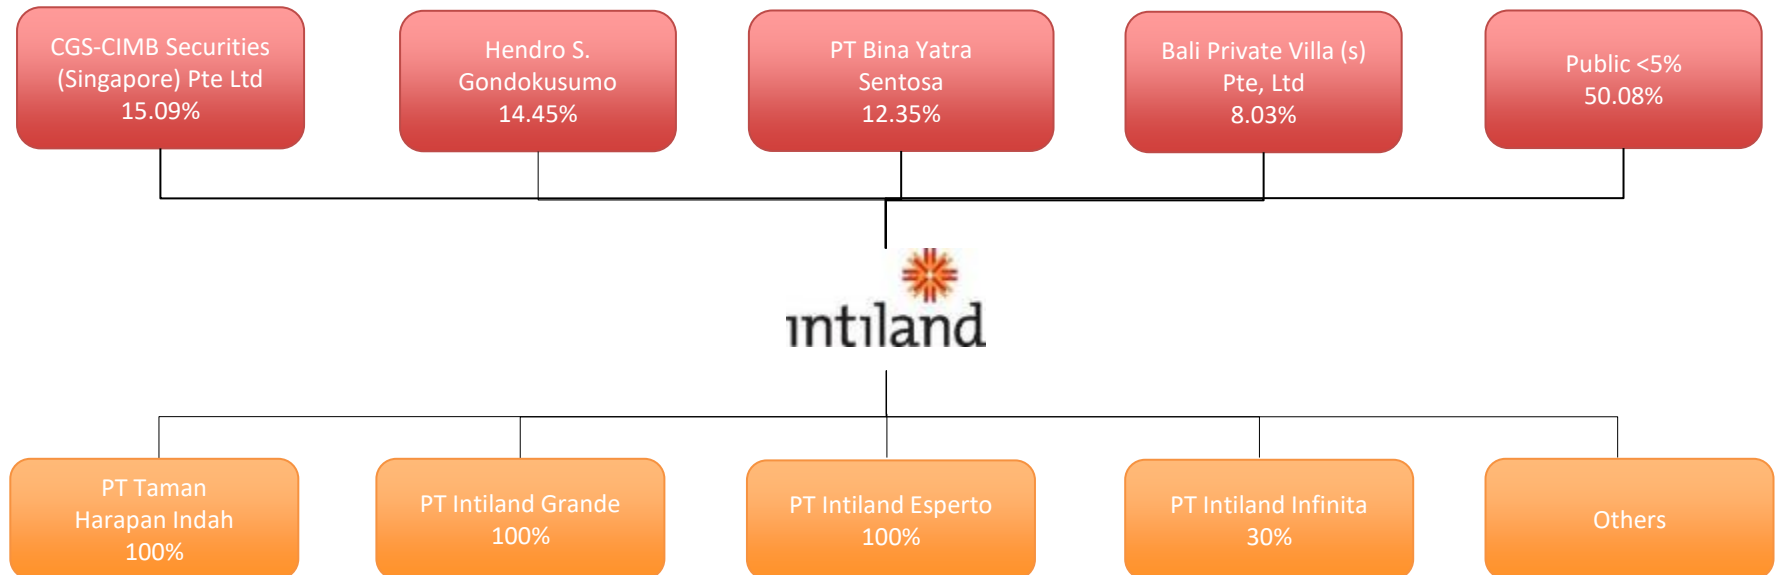 CGS-CIMB Securities
(Singapore) Pte Ltd
15.09%
Hendro S.
Gondokusumo
14.45%
PT Bina Yatra
Sentosa
12.35%
Bali Private Villa (s)
Pte, Ltd
8.03%
Public <5%
50.08%
intiland
PT Taman
Harapan Indah
100%
PT Intiland Grande
100%
PT Intiland Esperto
100%
PT Intiland Infinita
30%
Others